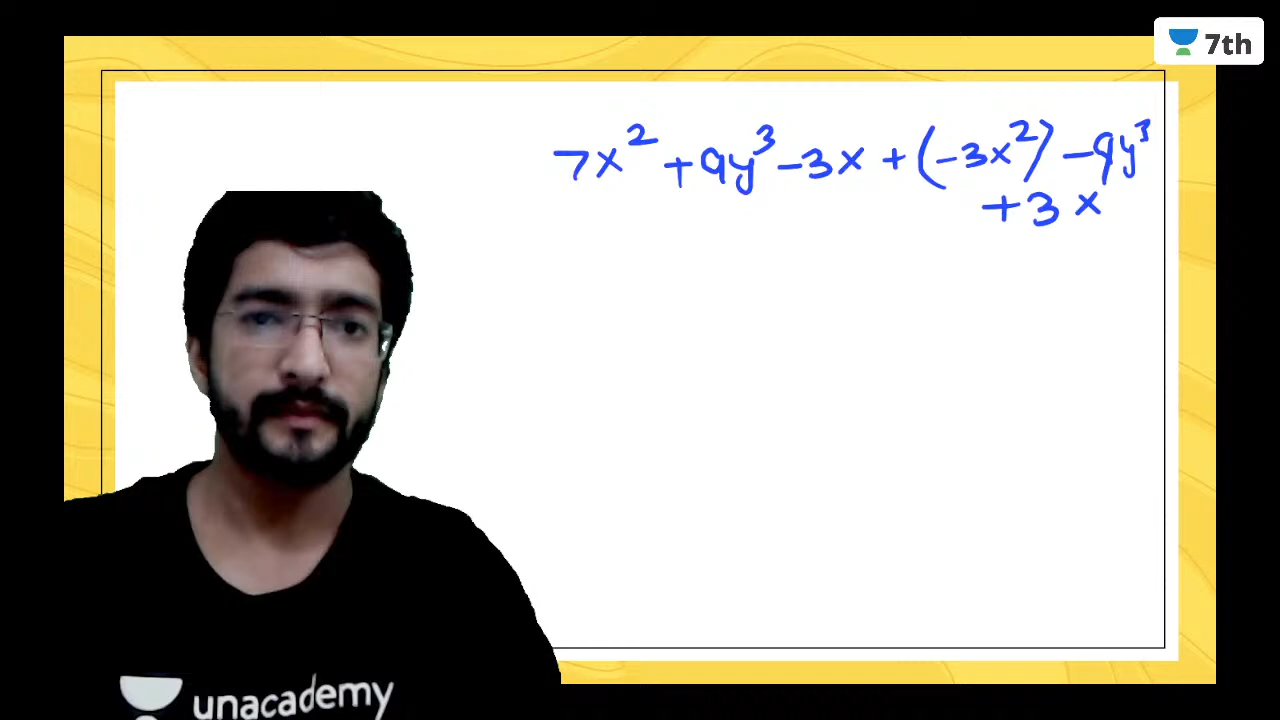 7th
7x² + 9y³ - 3x + (-3x²) - 9y³
+ 3x
unacademy